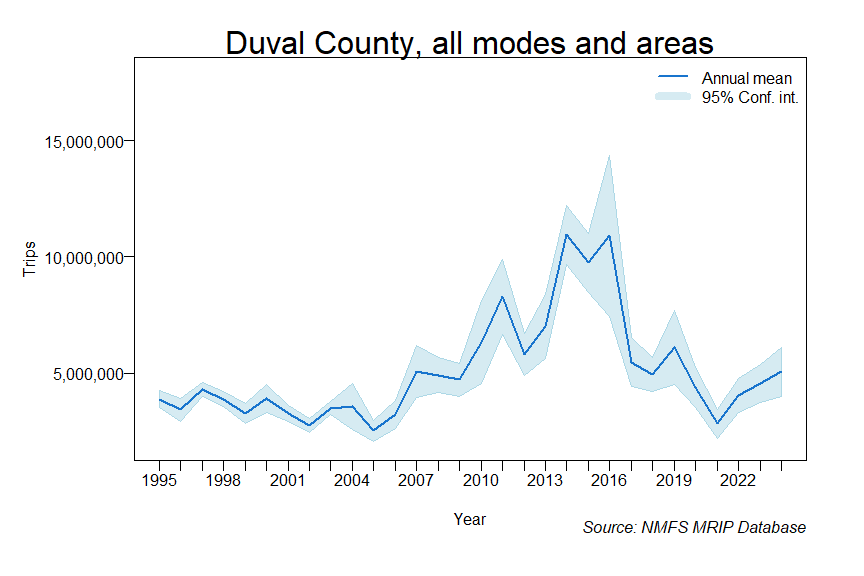 Duval County, all modes and areas
Annual mean
95% Conf. int.
15,000,000
10,000,000
5,000,000
Trips
1995 1998 2001 2004 2007 2010 2013 2016 2019 2022
Year
Source: NMFS MRIP Database